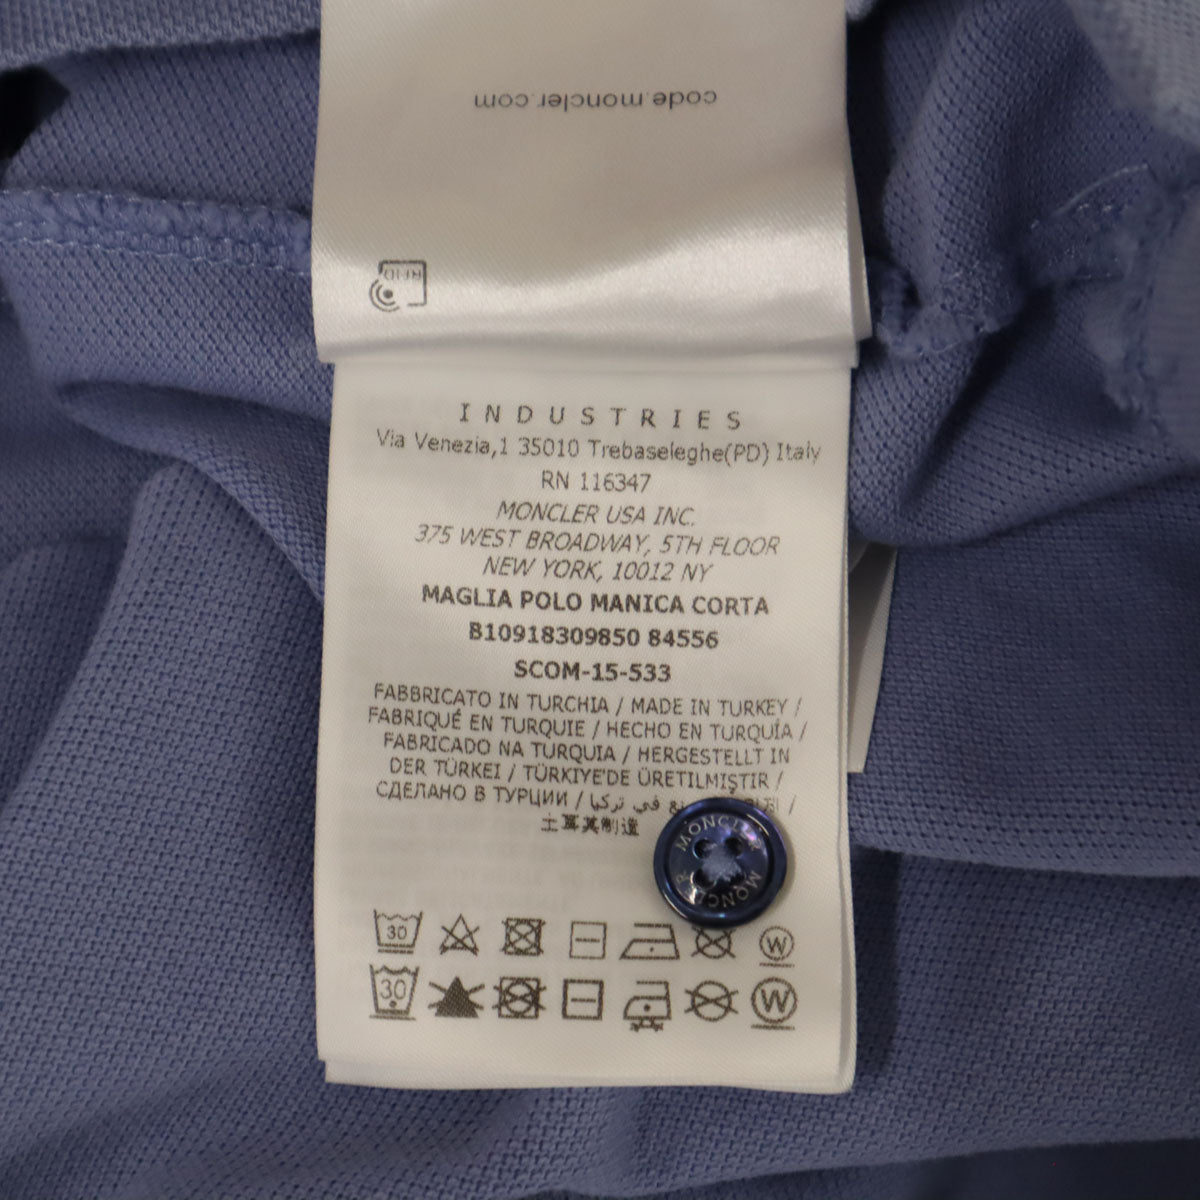 code.moncler.com
RFID
INDUSTRIES
Via Venezia,1 35010 Trebaseleghe(PD) Italy
RN 116347
MONCLER USA INC.
375 WEST BROADWAY, 5TH FLOOR
NEW YORK, 10012 NY
MAGLIA POLO MANICA CORTA
B10918309850 84556
SCOM-15-533
FABBRICATO IN TURCHIA / MADE IN TURKEY /
FABRIQUÉ EN TURQUIE / HECHO EN TURQUÍA /
FABRICADO NA TURQUIA / HERGESTELLT IN
DER TÜRKEI / TÜRKIYE'DE ÜRETILMIŞTIR /
СДЕЛАНО В ТУРЦИИ / في تركيا /
土耳其制造
MONCLER
MONCLER
30
W
30
W